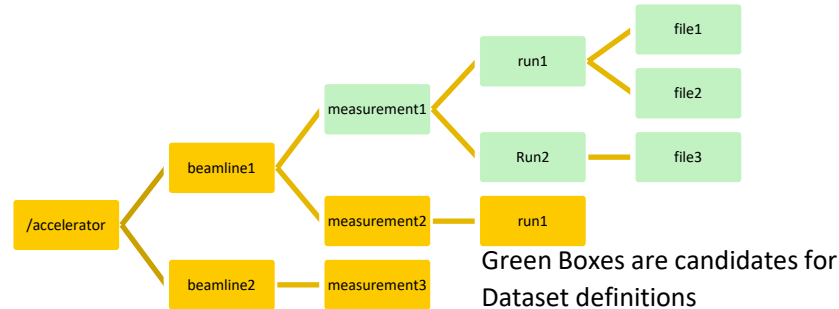 file1
run1
file2
measurement1
Run2
file3
beamline1
/accelerator
measurement2
run1
beamline2
measurement3
Green Boxes are candidates for
Dataset definitions